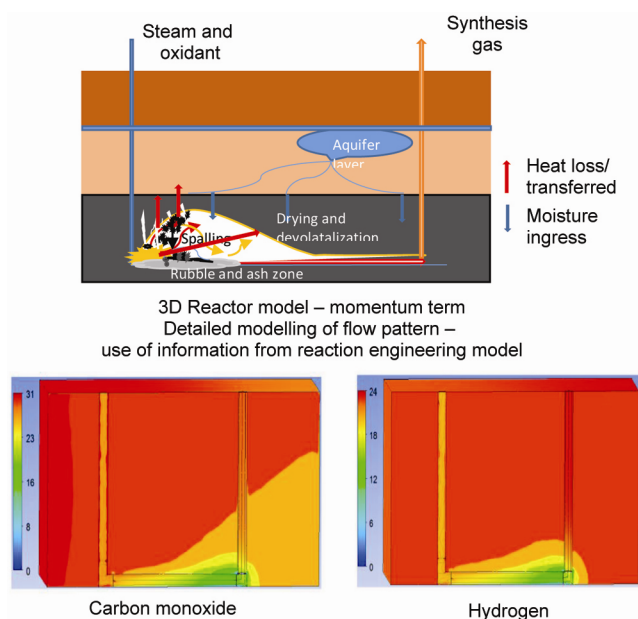 Steam and
oxidant
Synthesis
gas
Aquifer
layer
Heat loss/
transferred
Moisture
ingress
Drying and
devolatalization
Spalling
Rubble and ash zone
3D Reactor model – momentum term
Detailed modelling of flow pattern –
use of information from reaction engineering model
31
23
16
8
0
24
18
12
6
0
Carbon monoxide
Hydrogen